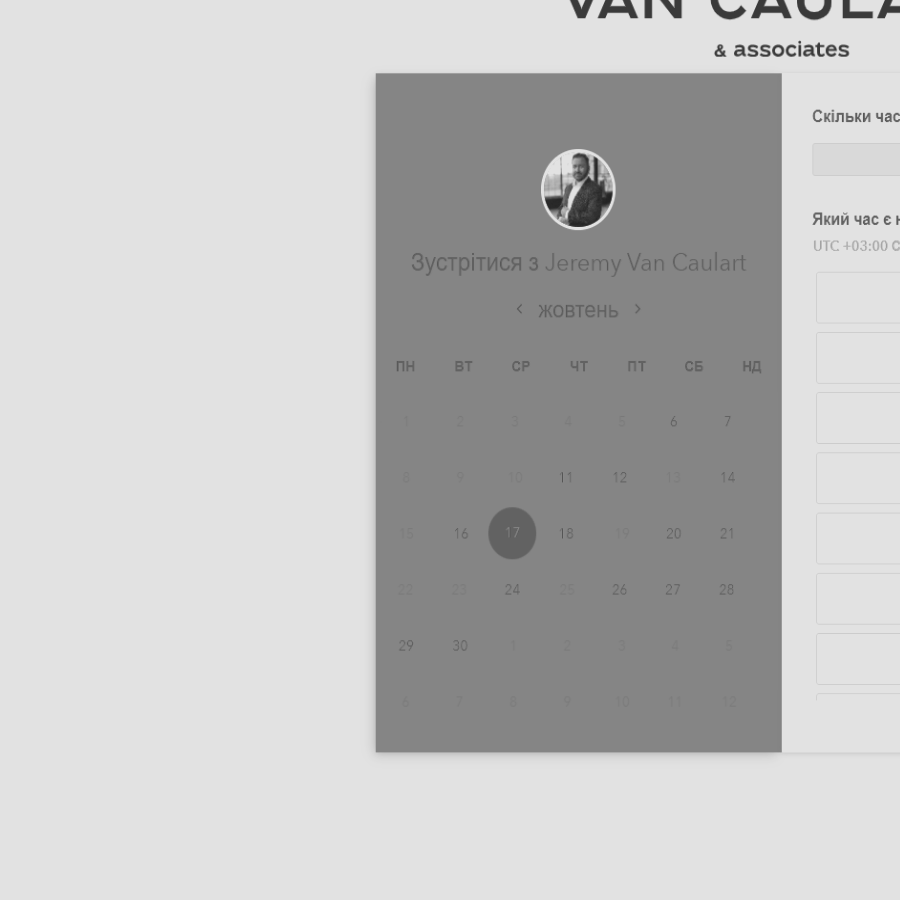 & associates
Зустрітися з Jeremy Van Caulart
жовтень
ПН ВТ СР ЧТ ПТ СБ НД
1 2 3 4 5 6 7
8 9 10 11 12 13 14
15 16 17 18 19 20 21
22 23 24 25 26 27 28
29 30 1 2 3 4 5
6 7 8 9 10 11 12
Скільки
Який час є
UTC +03:00